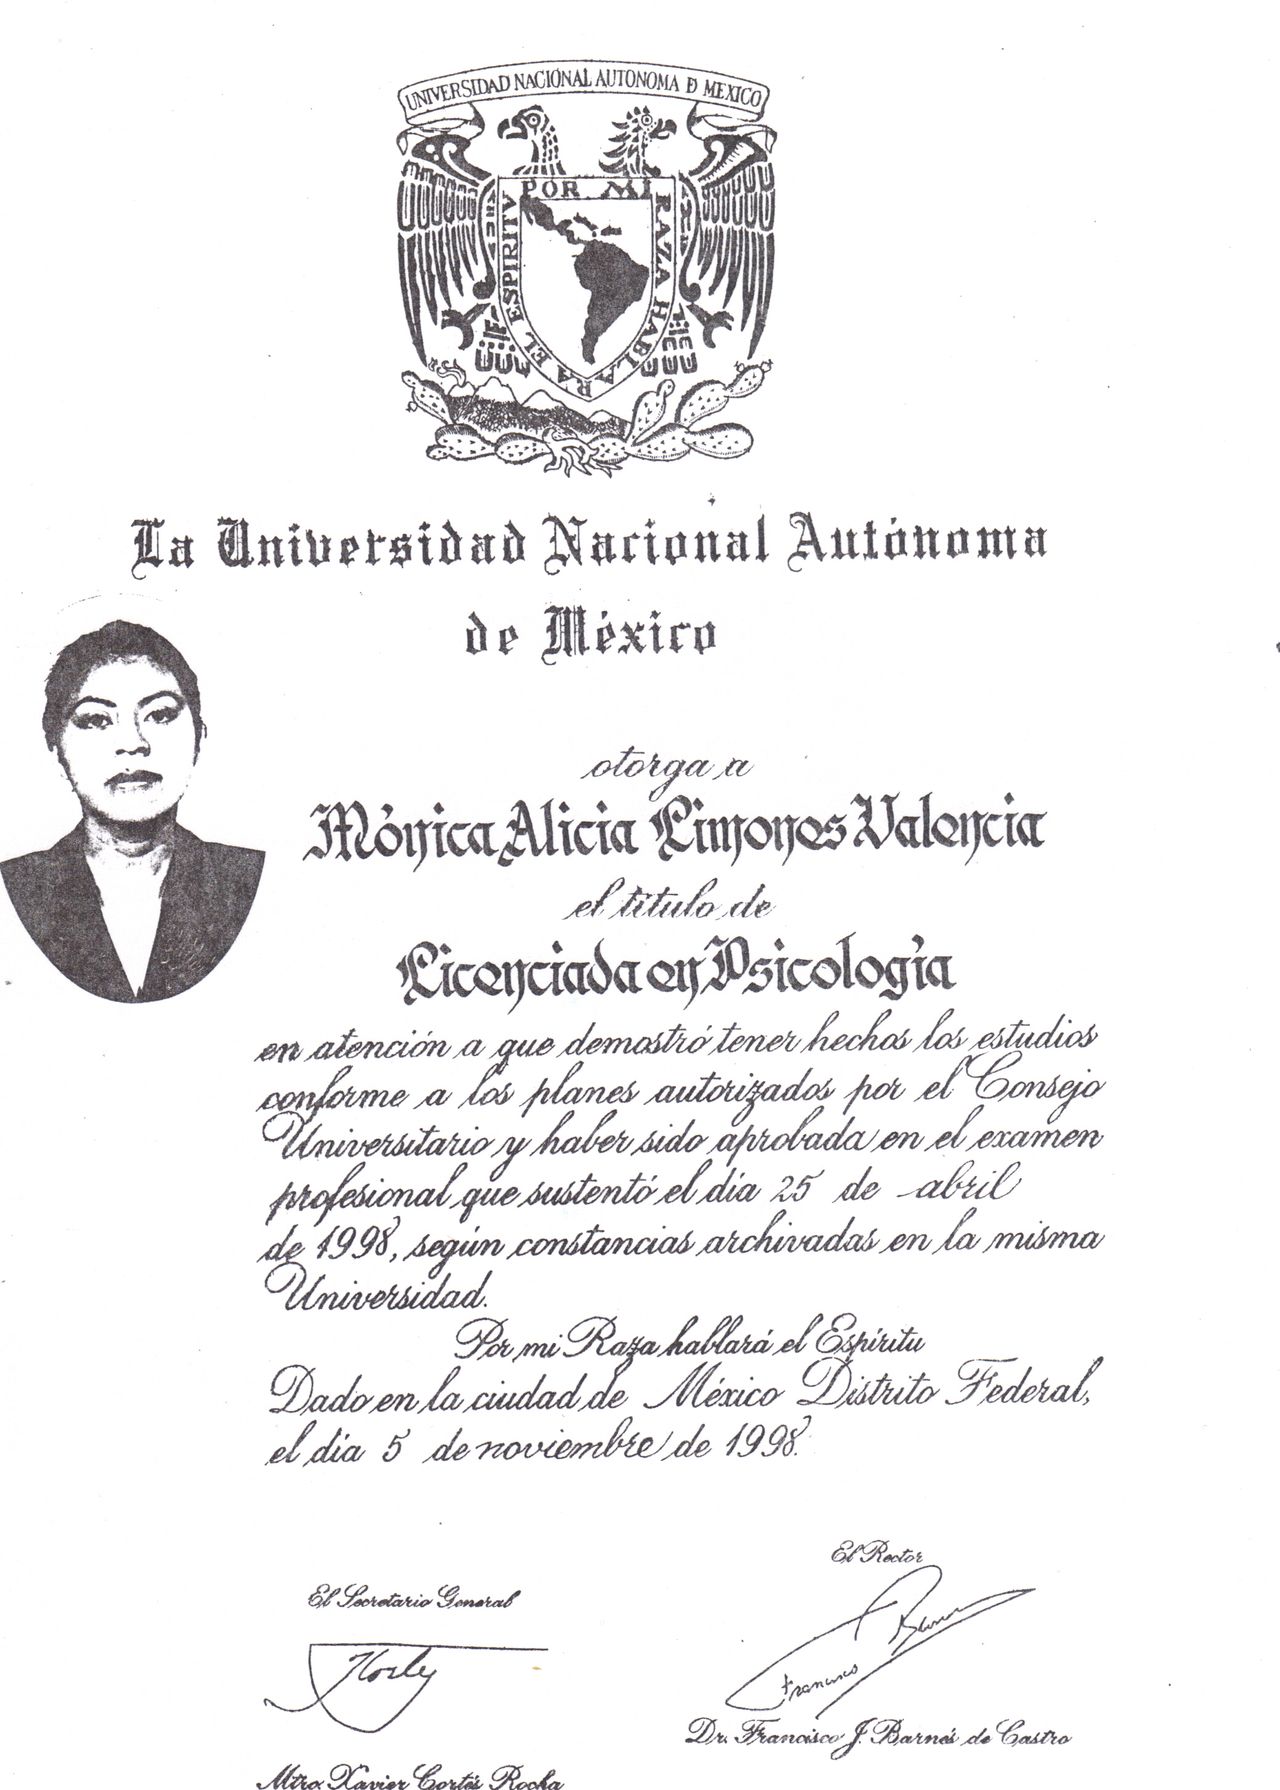 UNIVERSIDAD NACIONAL AUTONOMA D MEXICO
POR MI RAZA HABLARA EL ESPIRITV
La Universidad Nacional Autónoma
de México
otorga a
Mónica Alicia Limones Valencia
el título de
Licenciada en Psicología
en atención a que demostró tener hechos los estudios
conforme a los planes autorizados por el Consejo
Universitario y haber sido aprobada en el examen
profesional que sustentó el día 25 de abril
de 1998, según constancias archivadas en la misma
Universidad.
Por mi Raza hablará el Espíritu
Dado en la ciudad de México Distrito Federal,
el día 5 de noviembre de 1998.
El Rector
El Secretario General
Francisco Barnés
Dr. Francisco J. Barnés de Castro
Mtro. Xavier Cortés Rocha